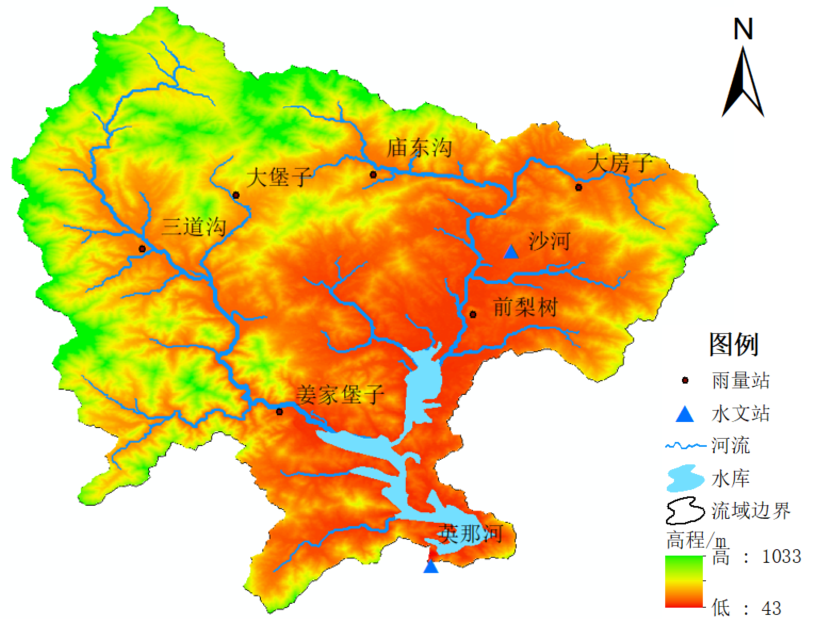 N
庙东沟
大房子
大堡子
三道沟
沙河
前梨树
姜家堡子
英那河
图例
雨量站
水文站
河流
水库
流域边界
高程/m
高 : 1033
低 : 43